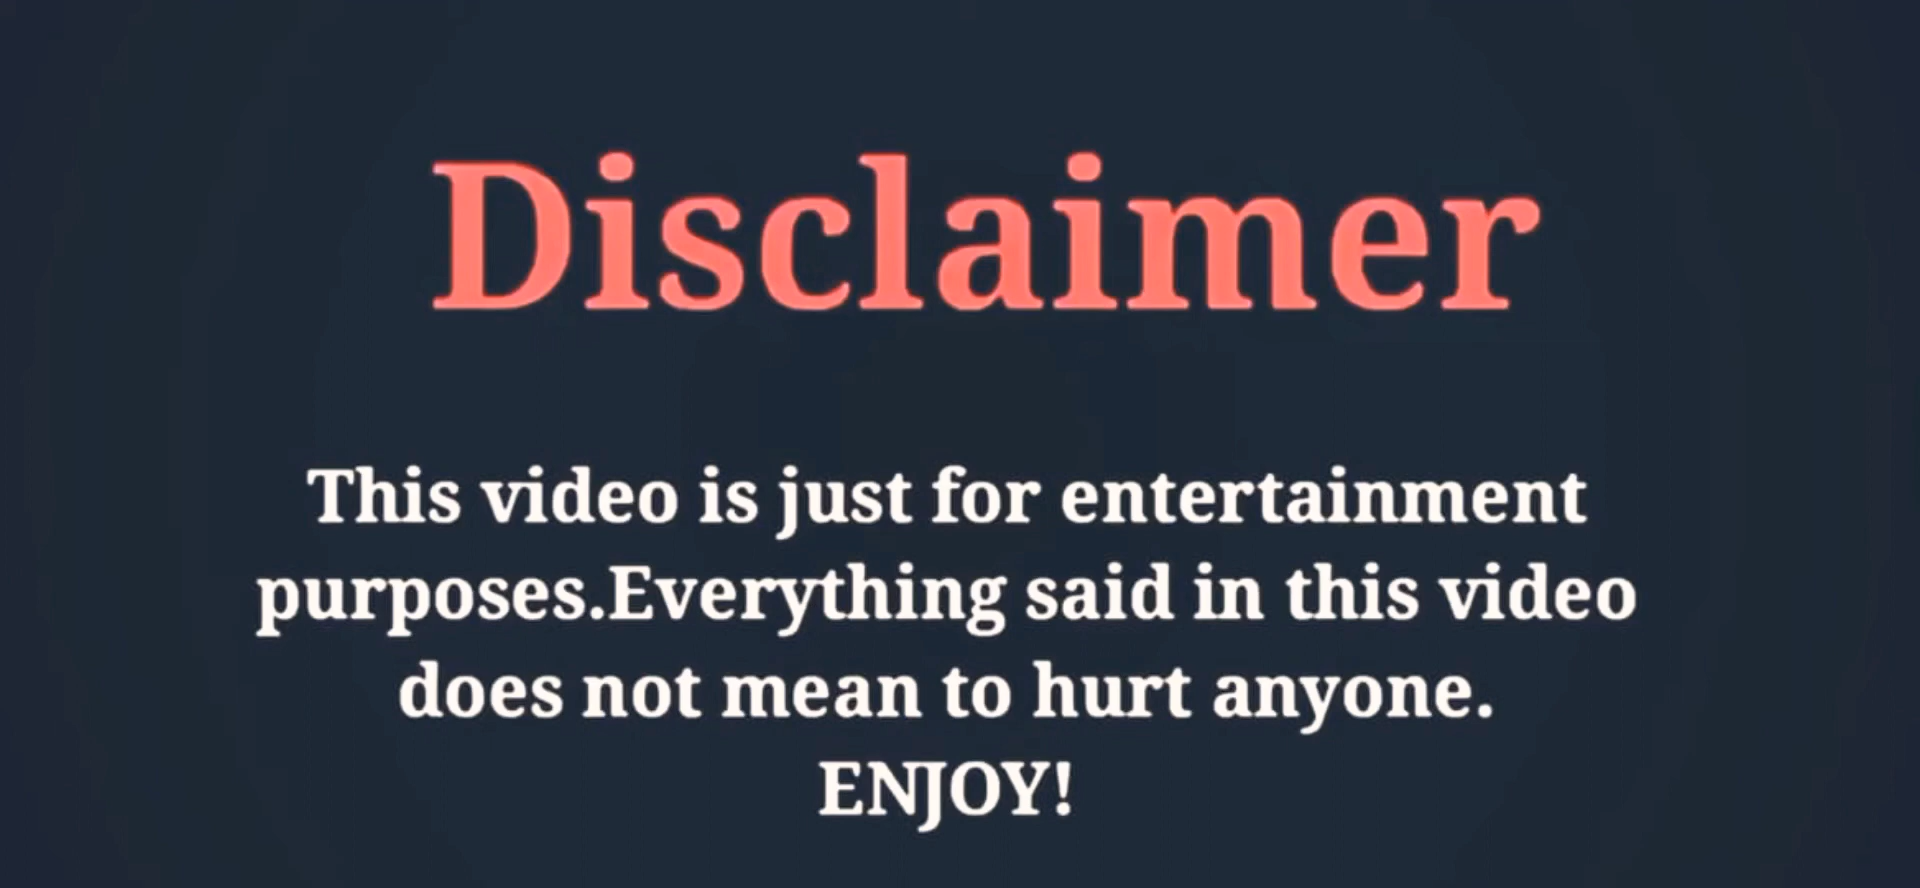 Disclaimer
This video is just for entertainment
purposes.Everything said in this video
does not mean to hurt anyone.
ENJOY!